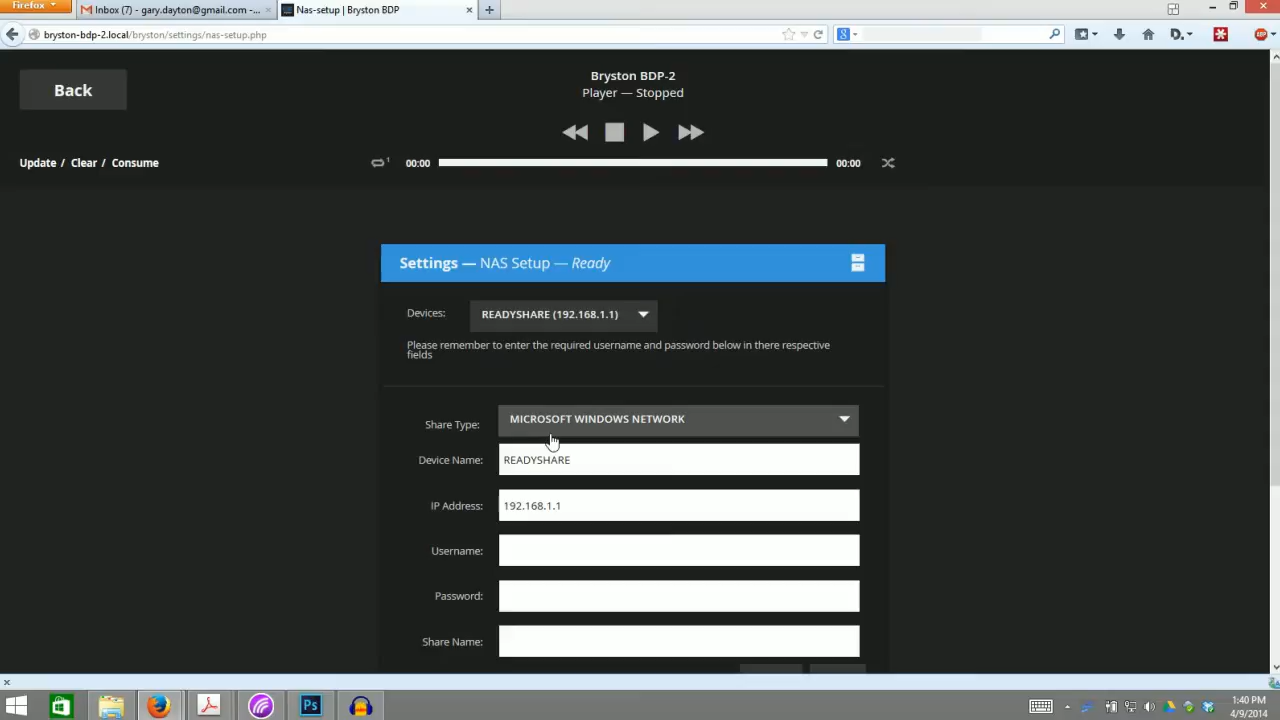 Firefox
Inbox (7) - gary.dayton@gmail.com -...
Nas-setup | Bryston BDP
bryston-bdp-2.local/bryston/settings/nas-setup.php
Back
Bryston BDP-2
Player — Stopped
Update / Clear / Consume
1
00:00
00:00
Settings — NAS Setup — Ready
Devices:
READYSHARE (192.168.1.1)
Please remember to enter the required username and password below in there respective
fields
Share Type:
MICROSOFT WINDOWS NETWORK
Device Name:
READYSHARE
IP Address:
192.168.1.1
Username:
Password:
Share Name:
Ps
1:40 PM
4/9/2014